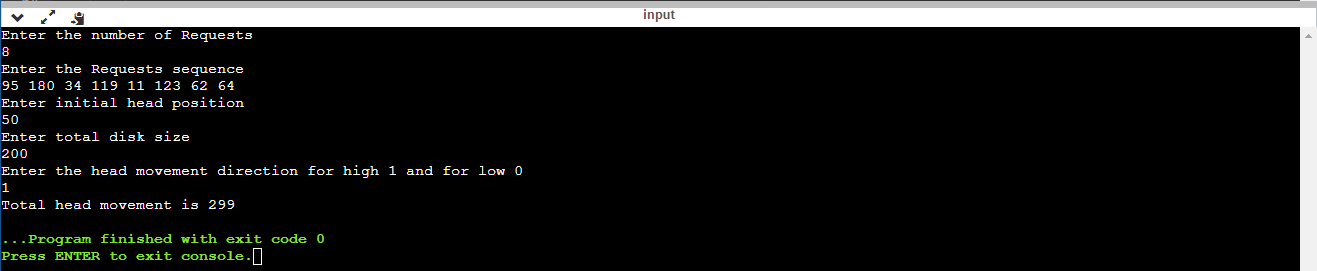 input
Enter the number of Requests
8
Enter the Requests sequence
95 180 34 119 11 123 62 64
Enter initial head position
50
Enter total disk size
200
Enter the head movement direction for high 1 and for low 0
1
Total head movement is 299
...Program finished with exit code 0
Press ENTER to exit console.